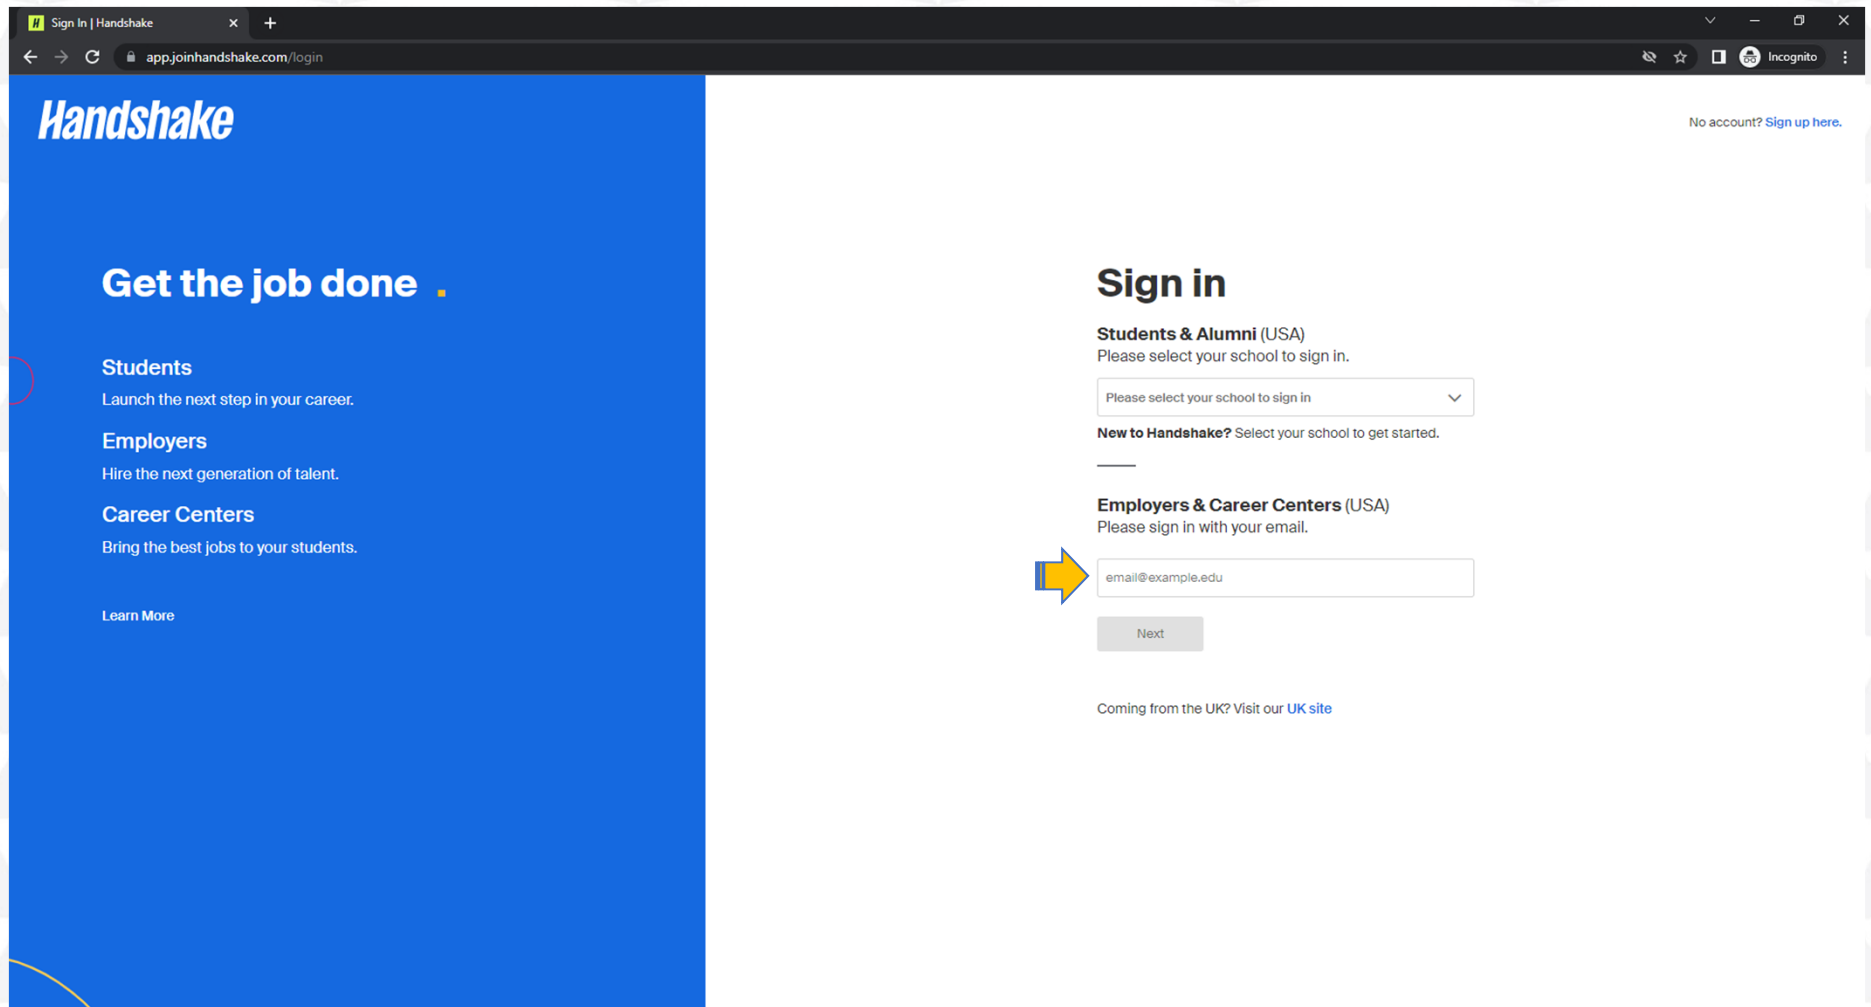 Sign In | Handshake
app.joinhandshake.com/login
Incognito
Handshake
No account? Sign up here.
Get the job done .
Students
Launch the next step in your career.
Employers
Hire the next generation of talent.
Career Centers
Bring the best jobs to your students.
Learn More
Sign in
Students & Alumni (USA)
Please select your school to sign in.
Please select your school to sign in
New to Handshake? Select your school to get started.
Employers & Career Centers (USA)
Please sign in with your email.
email@example.edu
Next
Coming from the UK? Visit our UK site